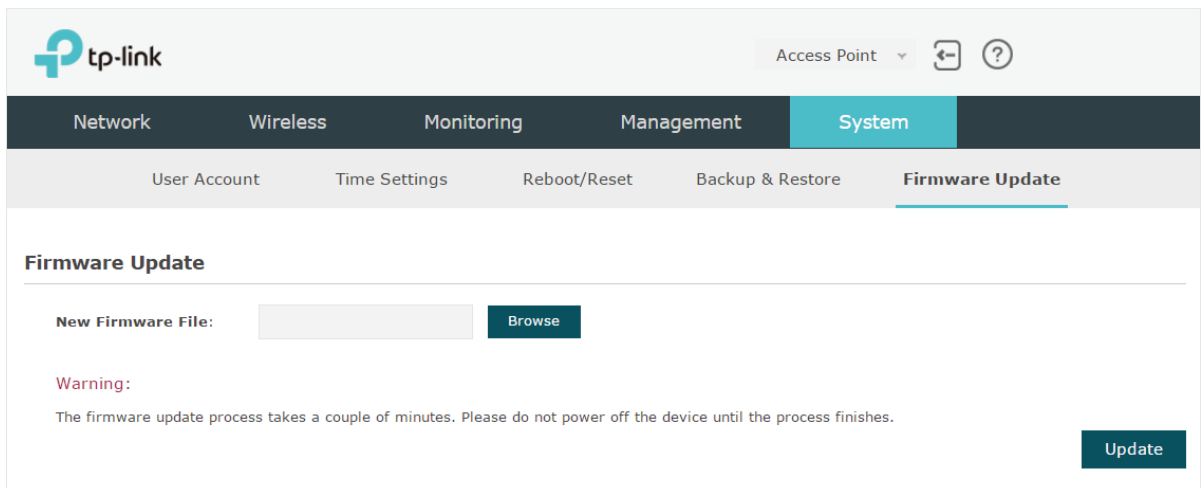 tp-link
Access Point
?
Network Wireless Monitoring Management System
User Account Time Settings Reboot/Reset Backup & Restore Firmware Update
Firmware Update
New Firmware File: Browse
Warning:
The firmware update process takes a couple of minutes. Please do not power off the device until the process finishes.
Update